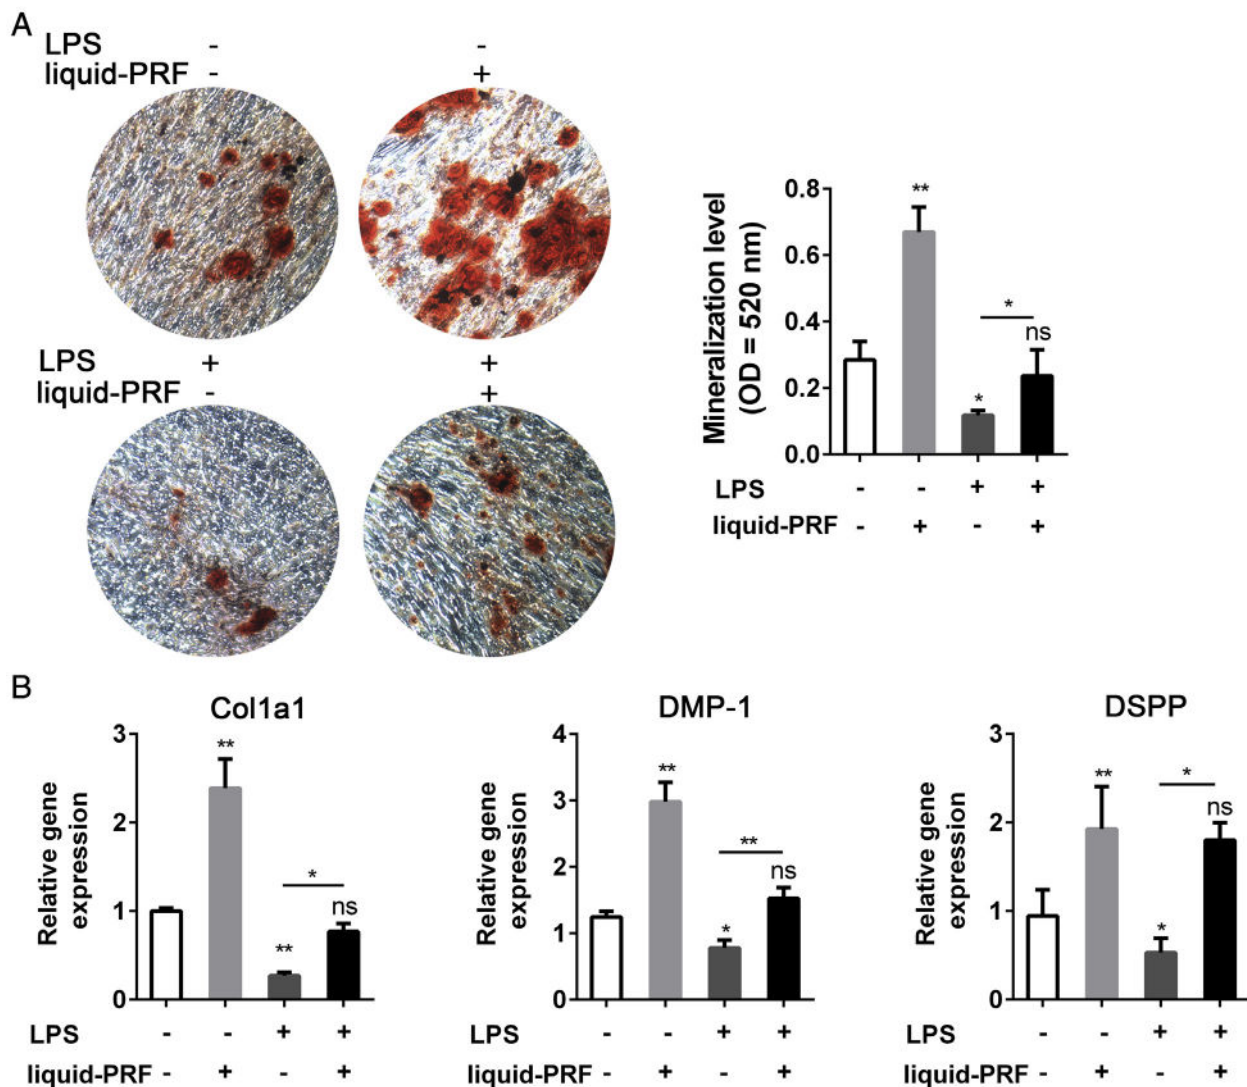 A
LPS - -
liquid-PRF - +
LPS + +
liquid-PRF - +
Mineralization level
(OD = 520 nm)
0.8
0.6
0.4
0.2
0.0
**
*
*
ns
LPS - - + +
liquid-PRF - + - +
B
Col1a1
Relative gene
expression
3
2
1
0
**
**
*
ns
LPS - - + +
liquid-PRF - + - +
DMP-1
Relative gene
expression
4
3
2
1
0
**
*
**
ns
LPS - - + +
liquid-PRF - + - +
DSPP
Relative gene
expression
3
2
1
0
**
*
*
ns
LPS - - + +
liquid-PRF - + - +